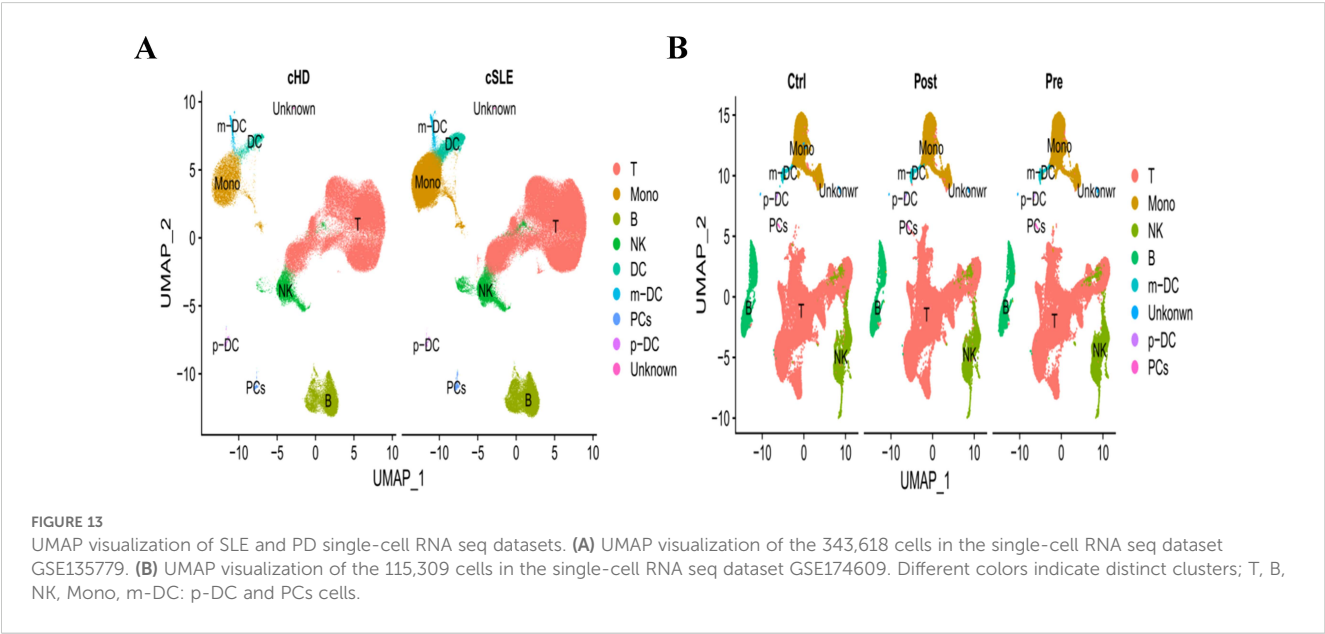 A
B
cHD
cSLE
Ctrl
Post
Pre
UMAP_2
10
5
0
−5
−10
Unknown
m−DC
DC
Mono
T
NK
p−DC
PCs
B
Unknown
m−DC
DC
Mono
T
NK
p−DC
PCs
B
−10 −5 0 5 10
−10 −5 0 5 10
UMAP_1
T
Mono
B
NK
DC
m−DC
PCs
p−DC
Unknown
UMAP_2
15
10
5
0
−5
−10
Mono
m−DC
Unkonwr
p−DC
PCs
B
T
NK
Mono
m−DC
Unkonwr
p−DC
PCs
B
T
NK
Mono
m−DC
Unkonwr
p−DC
PCs
B
T
NK
−10 0 10
−10 0 10
−10 0 10
UMAP_1
T
Mono
NK
B
m−DC
Unkonwn
p−DC
PCs
FIGURE 13
UMAP visualization of SLE and PD single-cell RNA seq datasets. (A) UMAP visualization of the 343,618 cells in the single-cell RNA seq dataset
GSE135779. (B) UMAP visualization of the 115,309 cells in the single-cell RNA seq dataset GSE174609. Different colors indicate distinct clusters; T, B,
NK, Mono, m-DC: p-DC and PCs cells.